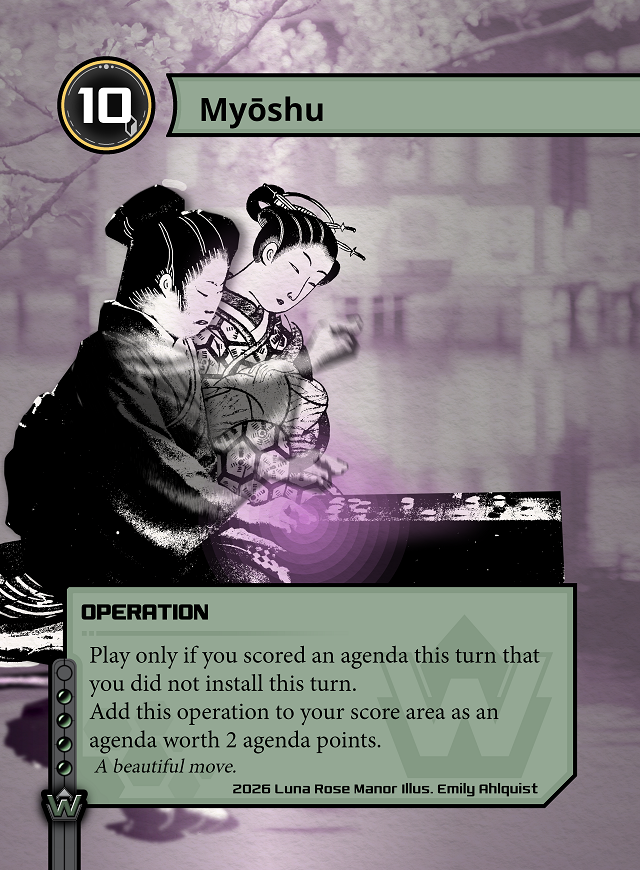 10
Myōshu
OPERATION
Play only if you scored an agenda this turn that
you did not install this turn.
Add this operation to your score area as an
agenda worth 2 agenda points.
A beautiful move.
2026 Luna Rose Manor Illus. Emily Ahlquist
W